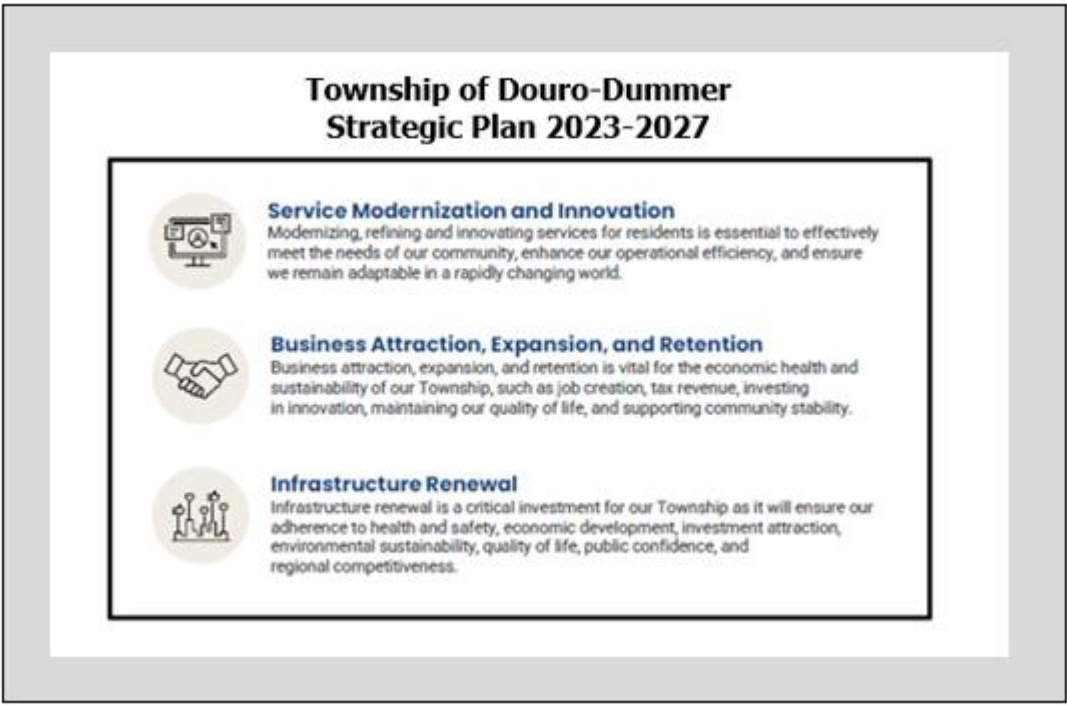 Township of Douro-Dummer
Strategic Plan 2023-2027
Service Modernization and Innovation
Modernizing, refining and innovating services for residents is essential to effectively
meet the needs of our community, enhance our operational efficiency, and ensure
we remain adaptable in a rapidly changing world.
Business Attraction, Expansion, and Retention
Business attraction, expansion, and retention is vital for the economic health and
sustainability of our Township, such as job creation, tax revenue, investing
in innovation, maintaining our quality of life, and supporting community stability.
Infrastructure Renewal
Infrastructure renewal is a critical investment for our Township as it will ensure our
adherence to health and safety, economic development, investment attraction,
environmental sustainability, quality of life, public confidence, and
regional competitiveness.